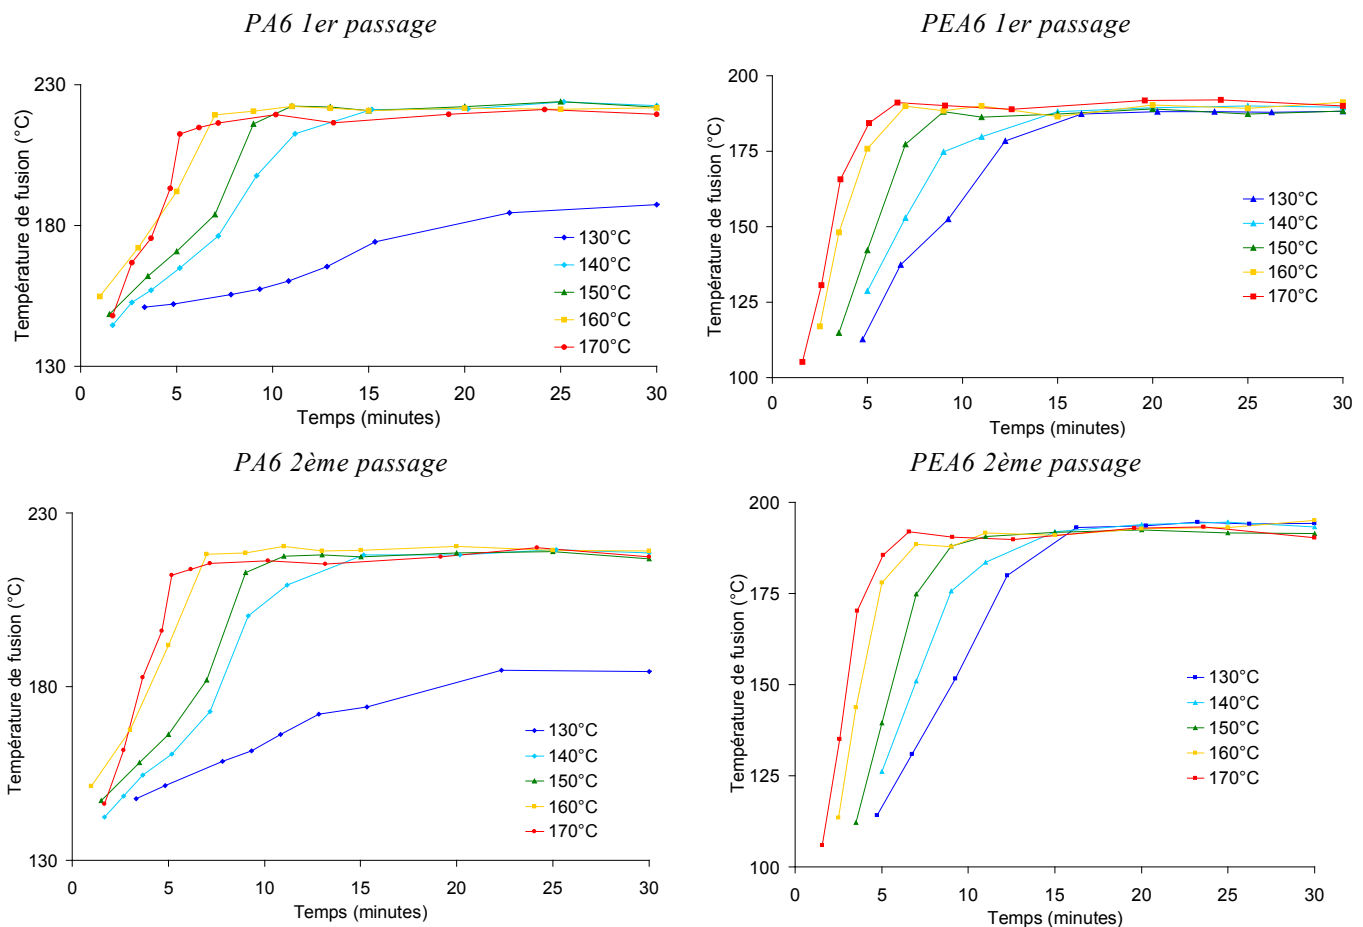 PA6 1er passage
230
180
130
0
5
10
15
20
25
30
Température de fusion (°C)
Temps (minutes)
130°C
140°C
150°C
160°C
170°C
PEA6 1er passage
200
175
150
125
100
0
5
10
15
20
25
30
Température de fusion (°C)
Temps (minutes)
130°C
140°C
150°C
160°C
170°C
PA6 2ème passage
230
180
130
0
5
10
15
20
25
30
Température de fusion (°C)
Temps (minutes)
130°C
140°C
150°C
160°C
170°C
PEA6 2ème passage
200
175
150
125
100
0
5
10
15
20
25
30
Température de fusion (°C)
Temps (minutes)
130°C
140°C
150°C
160°C
170°C